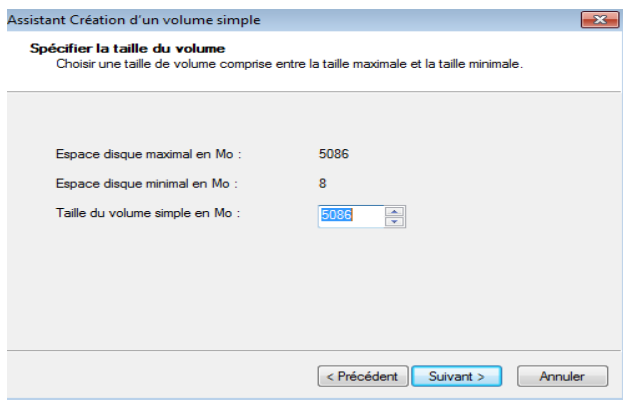 Assistant Création d'un volume simple
Spécifier la taille du volume
Choisir une taille de volume comprise entre la taille maximale et la taille minimale.
Espace disque maximal en Mo : 5086
Espace disque minimal en Mo : 8
Taille du volume simple en Mo : 5086
< Précédent Suivant > Annuler